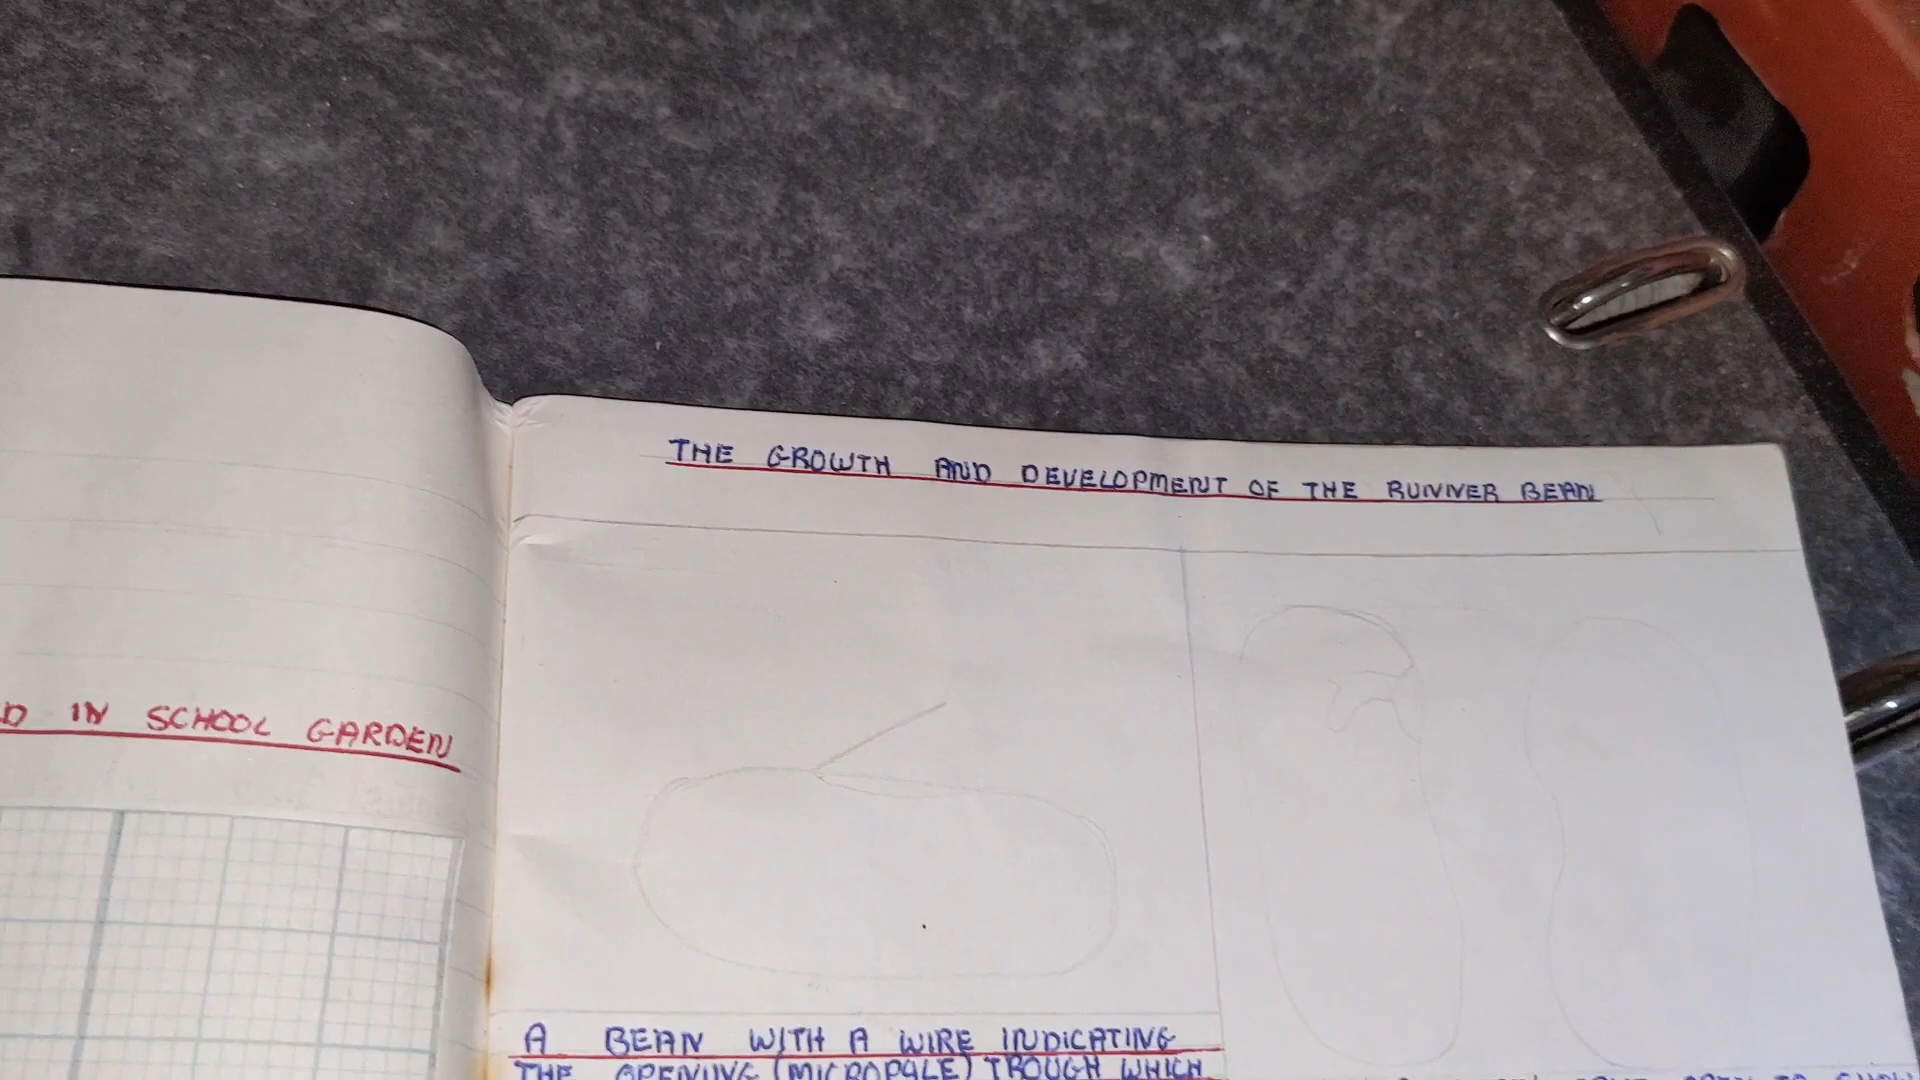 D IN SCHOOL GARDEN
THE GROWTH AND DEVELOPMENT OF THE RUNNER BEAN
A BEAN WITH A WIRE INDICATING
THE OPENING (MICROPYLE) TROUGH WHICH